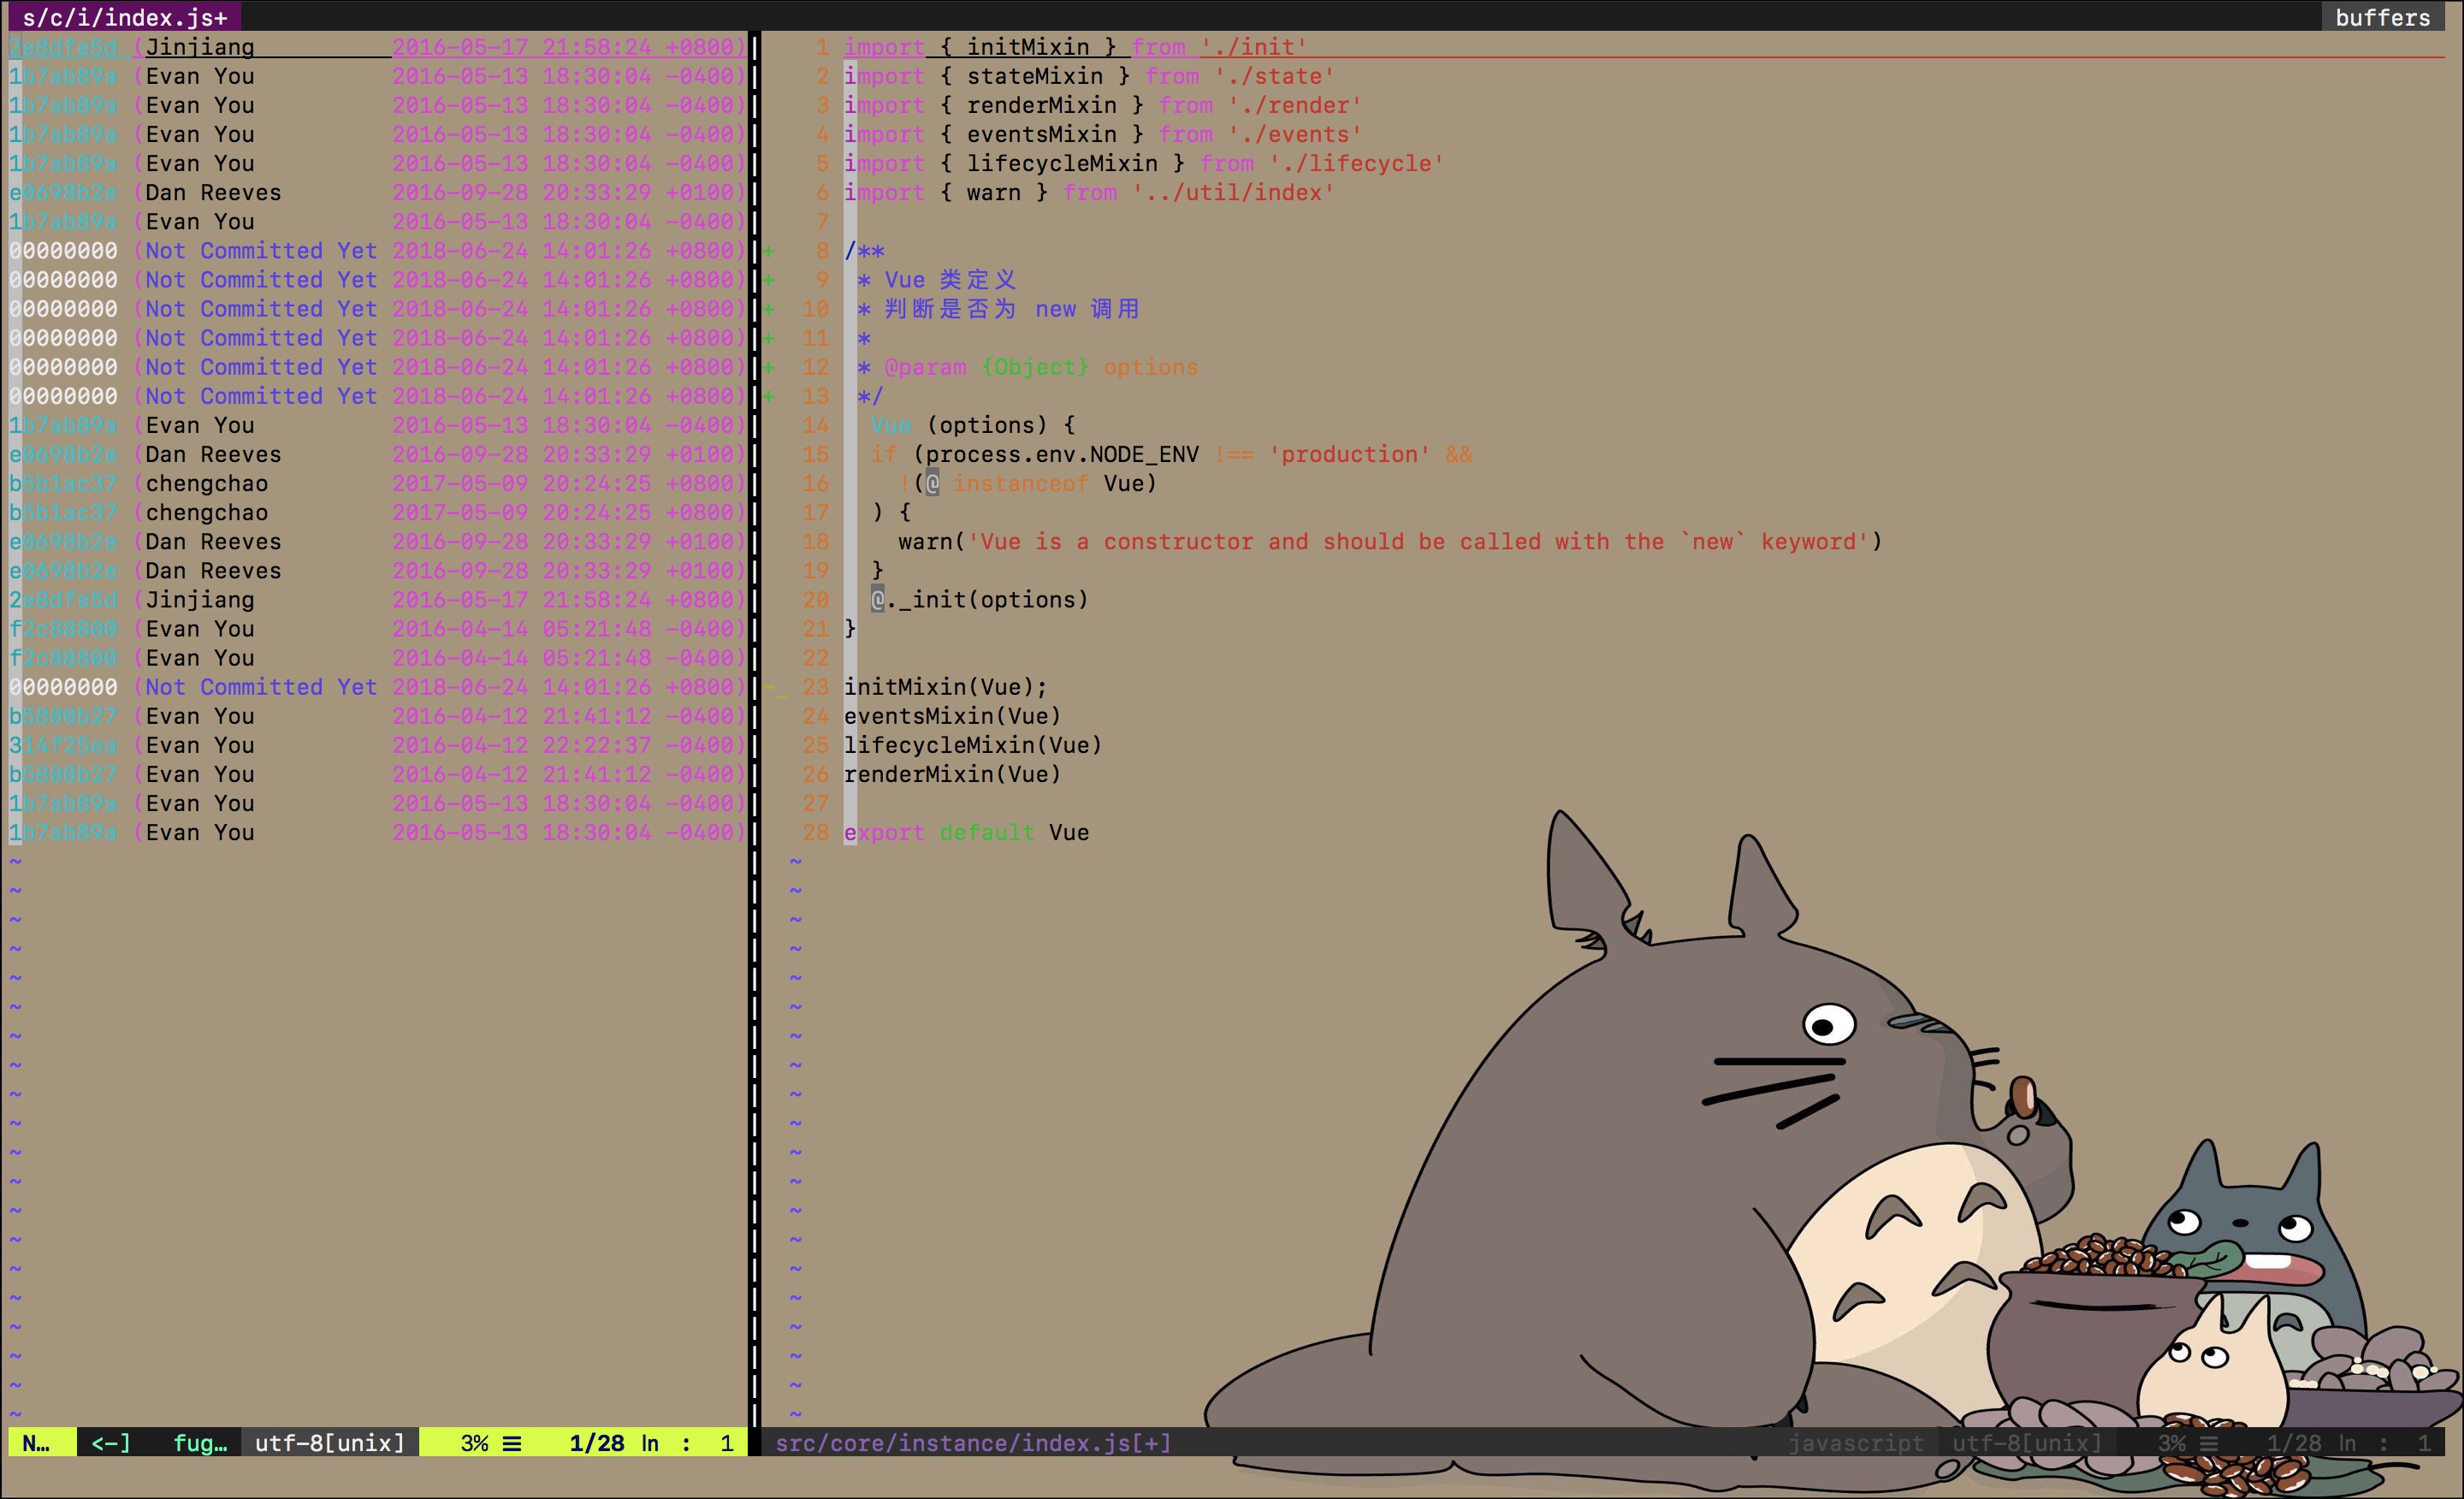 s/c/i/index.js+ buffers
2e8dfe5d (Jinjiang 2016-05-17 21:58:24 +0800) 1 import { initMixin } from './init'
1b7ab89a (Evan You 2016-05-13 18:30:04 -0400) 2 import { stateMixin } from './state'
1b7ab89a (Evan You 2016-05-13 18:30:04 -0400) 3 import { renderMixin } from './render'
1b7ab89a (Evan You 2016-05-13 18:30:04 -0400) 4 import { eventsMixin } from './events'
1b7ab89a (Evan You 2016-05-13 18:30:04 -0400) 5 import { lifecycleMixin } from './lifecycle'
e0698b2e (Dan Reeves 2016-09-28 20:33:29 +0100) 6 import { warn } from '../util/index'
1b7ab89a (Evan You 2016-05-13 18:30:04 -0400) 7
00000000 (Not Committed Yet 2018-06-24 14:01:26 +0800) + 8 /**
00000000 (Not Committed Yet 2018-06-24 14:01:26 +0800) + 9 * Vue 类定义
00000000 (Not Committed Yet 2018-06-24 14:01:26 +0800) + 10 * 判断是否为 new 调用
00000000 (Not Committed Yet 2018-06-24 14:01:26 +0800) + 11 *
00000000 (Not Committed Yet 2018-06-24 14:01:26 +0800) + 12 * @param {Object} options
00000000 (Not Committed Yet 2018-06-24 14:01:26 +0800) + 13 */
1b7ab89a (Evan You 2016-05-13 18:30:04 -0400) 14 Vue (options) {
e0698b2e (Dan Reeves 2016-09-28 20:33:29 +0100) 15 if (process.env.NODE_ENV !== 'production' &&
b5b1ac37 (chengchao 2017-05-09 20:24:25 +0800) 16 !(@ instanceof Vue)
b5b1ac37 (chengchao 2017-05-09 20:24:25 +0800) 17 ) {
e0698b2e (Dan Reeves 2016-09-28 20:33:29 +0100) 18 warn('Vue is a constructor and should be called with the `new` keyword')
e0698b2e (Dan Reeves 2016-09-28 20:33:29 +0100) 19 }
2e8dfe5d (Jinjiang 2016-05-17 21:58:24 +0800) 20 @._init(options)
f2c88800 (Evan You 2016-04-14 05:21:48 -0400) 21 }
f2c88800 (Evan You 2016-04-14 05:21:48 -0400) 22
00000000 (Not Committed Yet 2018-06-24 14:01:26 +0800) ~_ 23 initMixin(Vue);
b5800b27 (Evan You 2016-04-12 21:41:12 -0400) 24 eventsMixin(Vue)
314f25ea (Evan You 2016-04-12 22:22:37 -0400) 25 lifecycleMixin(Vue)
b5800b27 (Evan You 2016-04-12 21:41:12 -0400) 26 renderMixin(Vue)
1b7ab89a (Evan You 2016-05-13 18:30:04 -0400) 27
1b7ab89a (Evan You 2016-05-13 18:30:04 -0400) 28 export default Vue
N… <-] fug… utf-8[unix] 3% ☰ 1/28 ln : 1 src/core/instance/index.js[+] javascript utf-8[unix] 3% ☰ 1/28 ln : 1